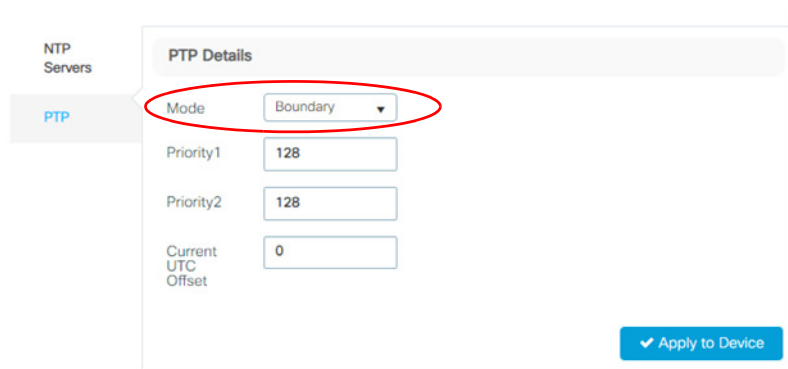 NTP
Servers
PTP
PTP Details
Mode
Boundary
Priority1
128
Priority2
128
Current
UTC
Offset
0
Apply to Device